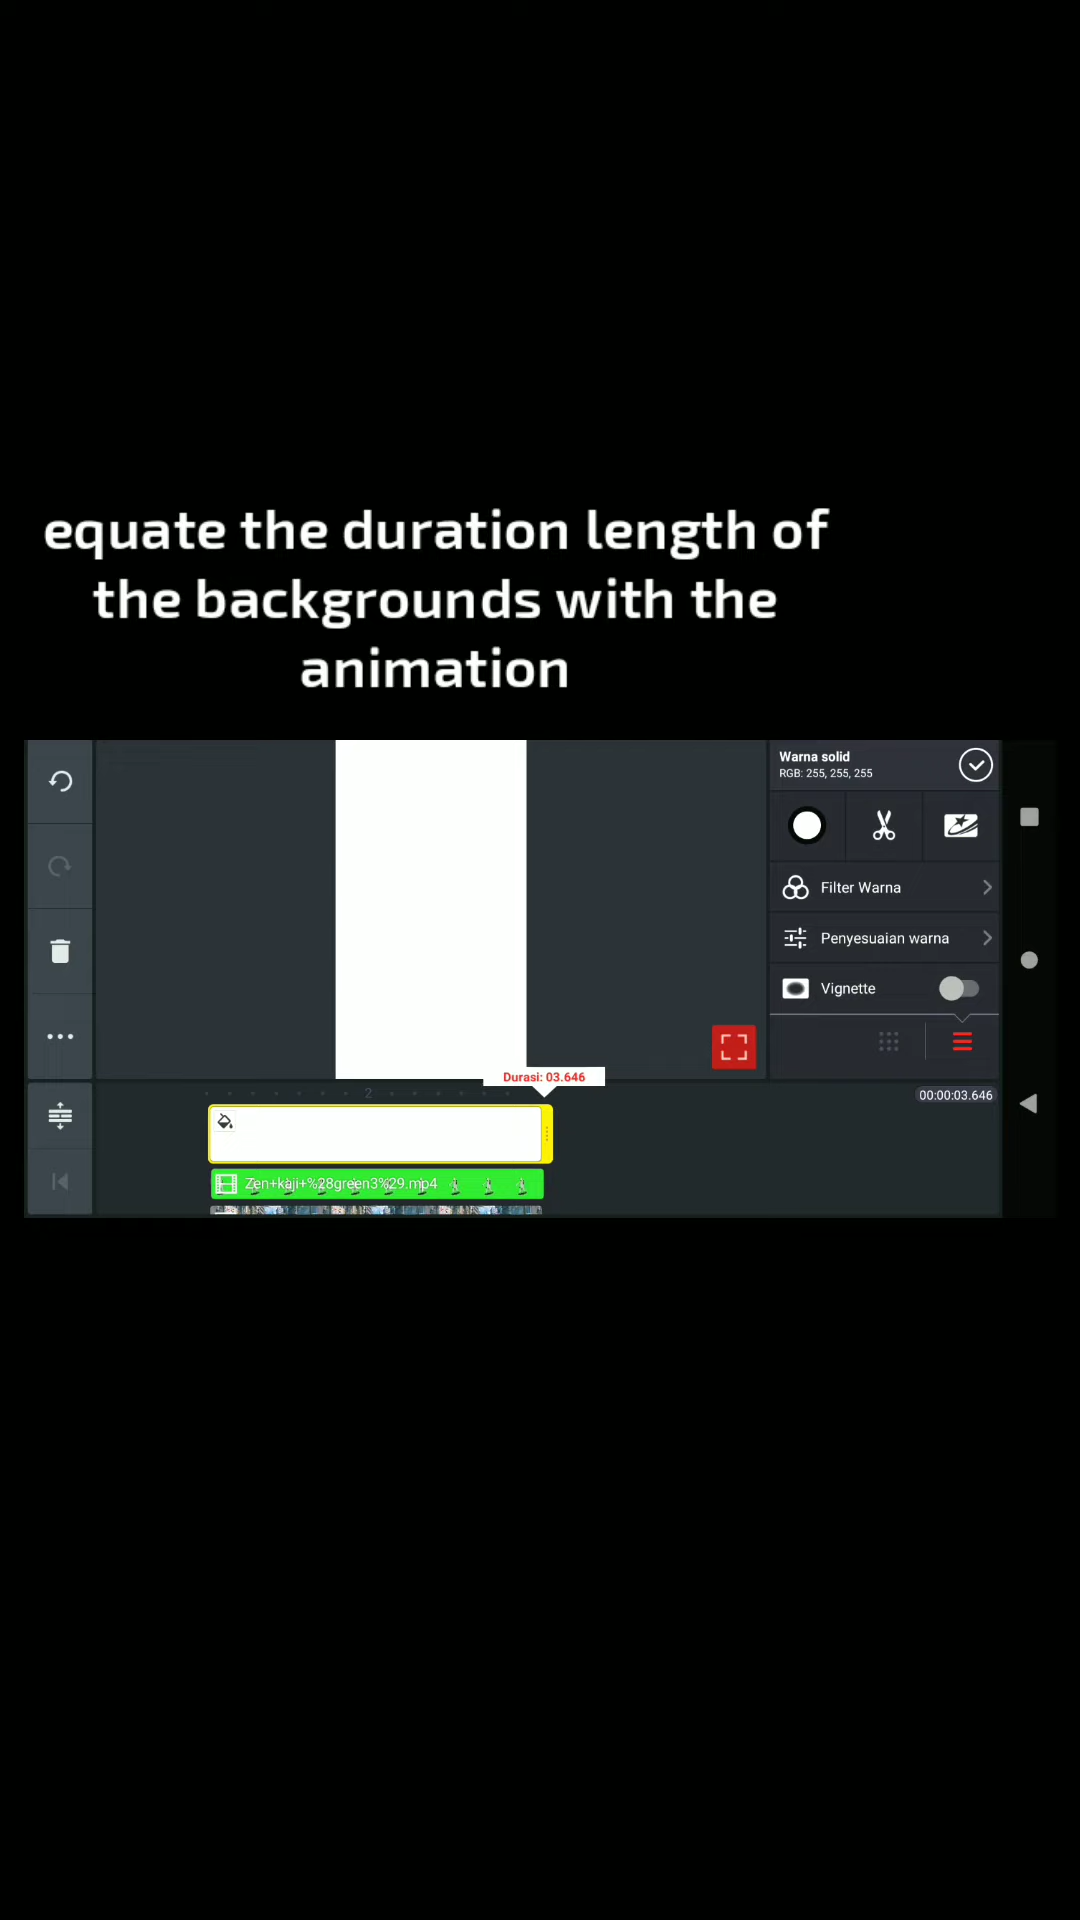 equate the duration length of
the backgrounds with the
animation
Warna solid
RGB: 255, 255, 255
Filter Warna
Penyesuaian warna
Vignette
Durasi: 03.646
2
00:00:03.646
Zen+kaji+%28green3%29.mp4